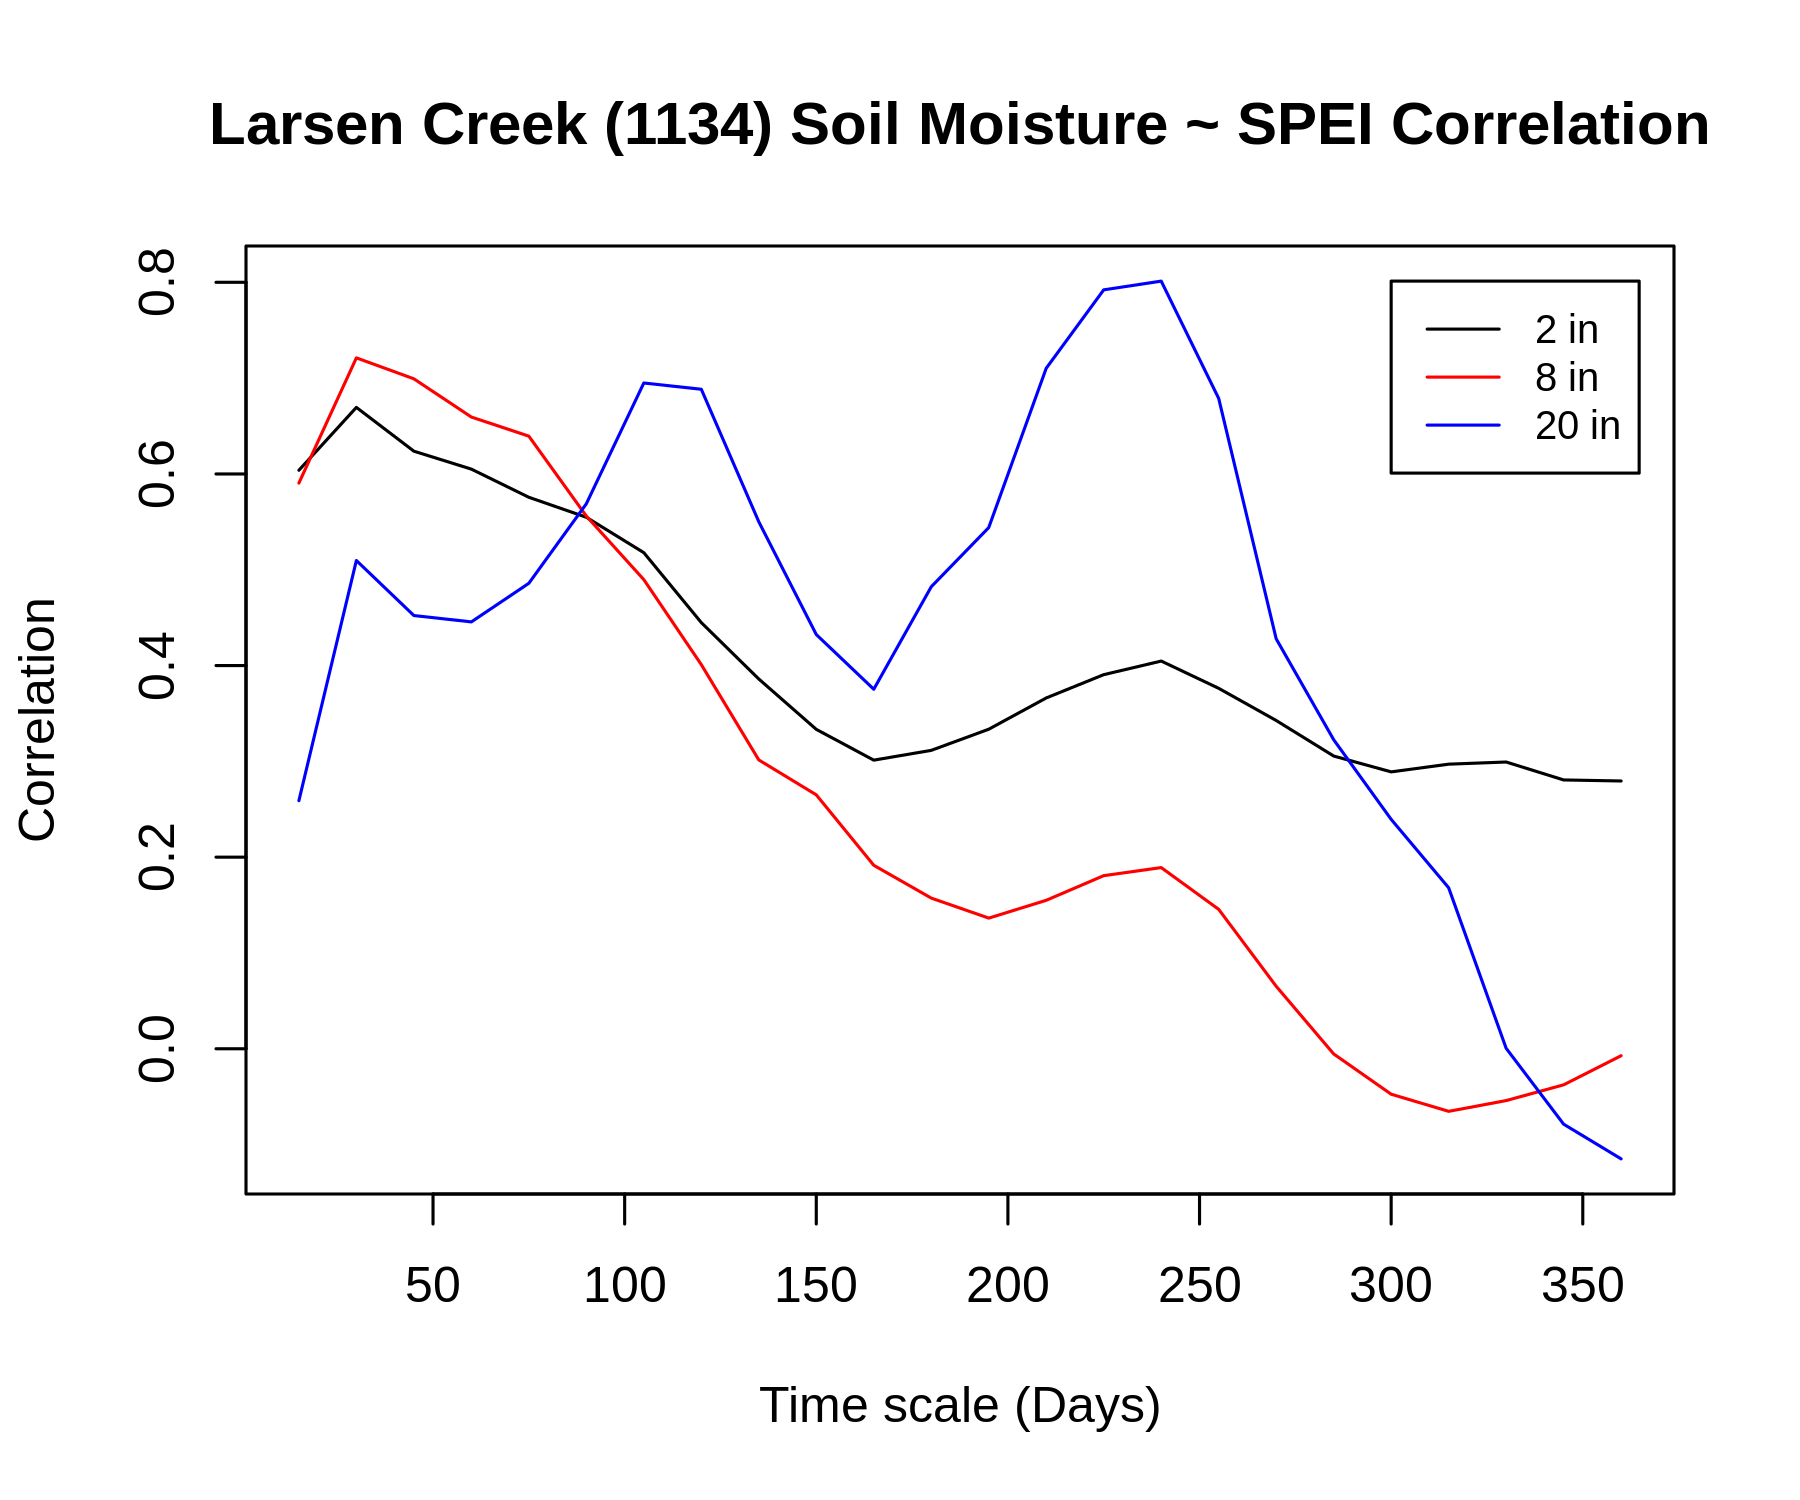 Larsen Creek (1134) Soil Moisture ~ SPEI Correlation
2 in
8 in
20 in
0.8
0.6
0.4
0.2
0.0
Correlation
50 100 150 200 250 300 350
Time scale (Days)